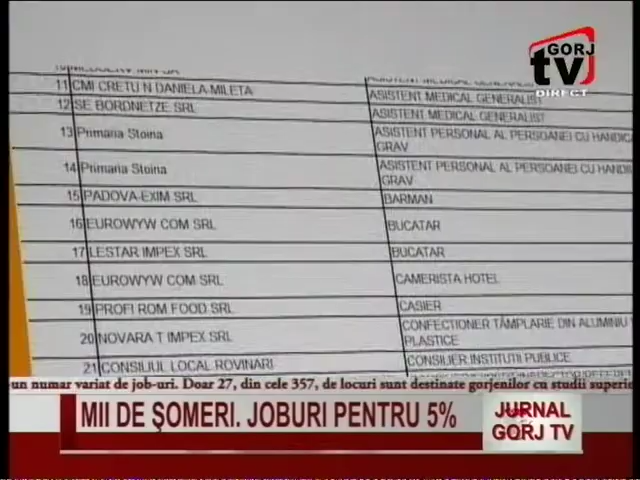 GORJ
tv
DIRECT
11 CMI CRETU N DANIELA-MILETA
ASISTENT MEDICAL GENERALIST
12 SE BORDNETZE SRL
ASISTENT MEDICAL GENERALIST
13 Primaria Stoina
ASISTENT PERSONAL AL PERSOANEI CU HANDIC
GRAV
14 Primaria Stoina
ASISTENT PERSONAL AL PERSOANEI CU HANDI
GRAV
15 PADOVA-EXIM SRL
BARMAN
16 EUROWYW COM SRL
BUCATAR
17 LESTAR IMPEX SRL
BUCATAR
18 EUROWYW COM SRL
CAMERISTA HOTEL
19 PROFI ROM FOOD SRL
CASIER
20 NOVARA T IMPEX SRL
CONFECTIONER TÂMPLARIE DIN ALUMINIU
PLASTICE
21 CONSILIUL LOCAL ROVINARI
CONSILIER INSTITUTII PUBLICE
un numar variat de job-uri. Doar 27, din cele 357, de locuri sunt destinate gorjenilor cu studii superio
MII DE ŞOMERI. JOBURI PENTRU 5%
JURNAL
GORJ TV